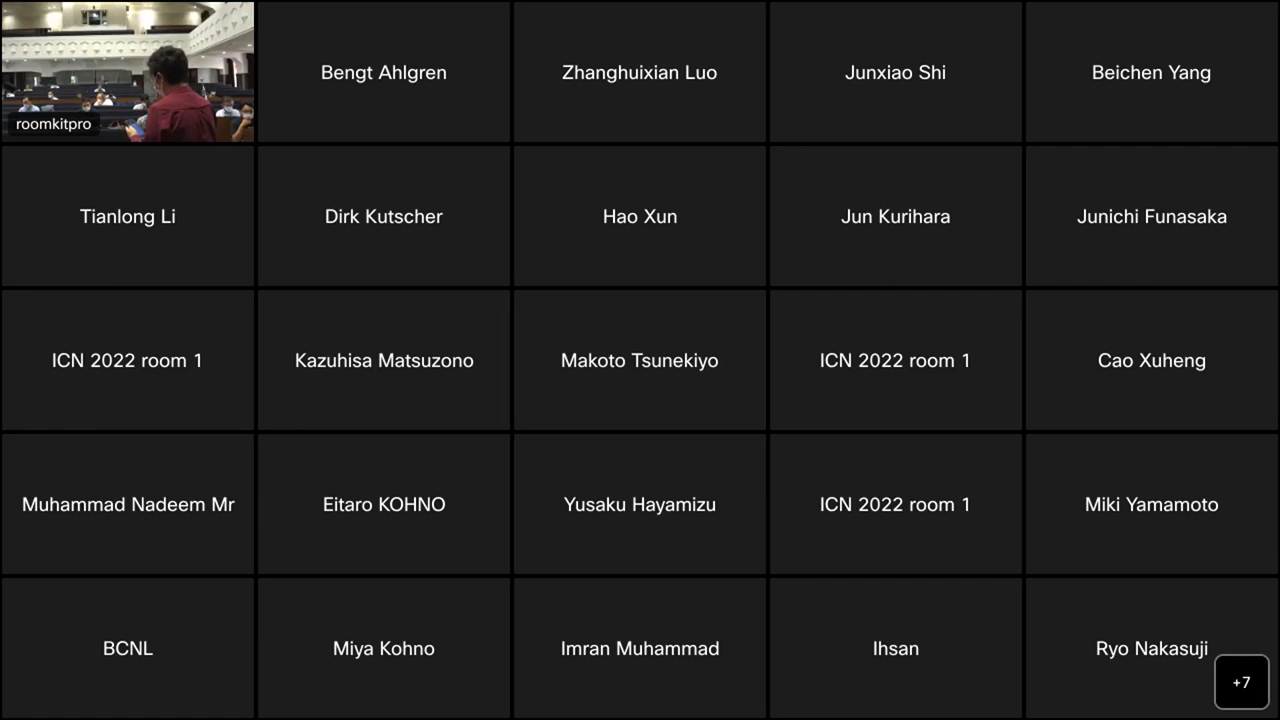 roomkitpro
Bengt Ahlgren
Zhanghuixian Luo
Junxiao Shi
Beichen Yang
Tianlong Li
Dirk Kutscher
Hao Xun
Jun Kurihara
Junichi Funasaka
ICN 2022 room 1
Kazuhisa Matsuzono
Makoto Tsunekiyo
ICN 2022 room 1
Cao Xuheng
Muhammad Nadeem Mr
Eitaro KOHNO
Yusaku Hayamizu
ICN 2022 room 1
Miki Yamamoto
BCNL
Miya Kohno
Imran Muhammad
Ihsan
Ryo Nakasuji
+7